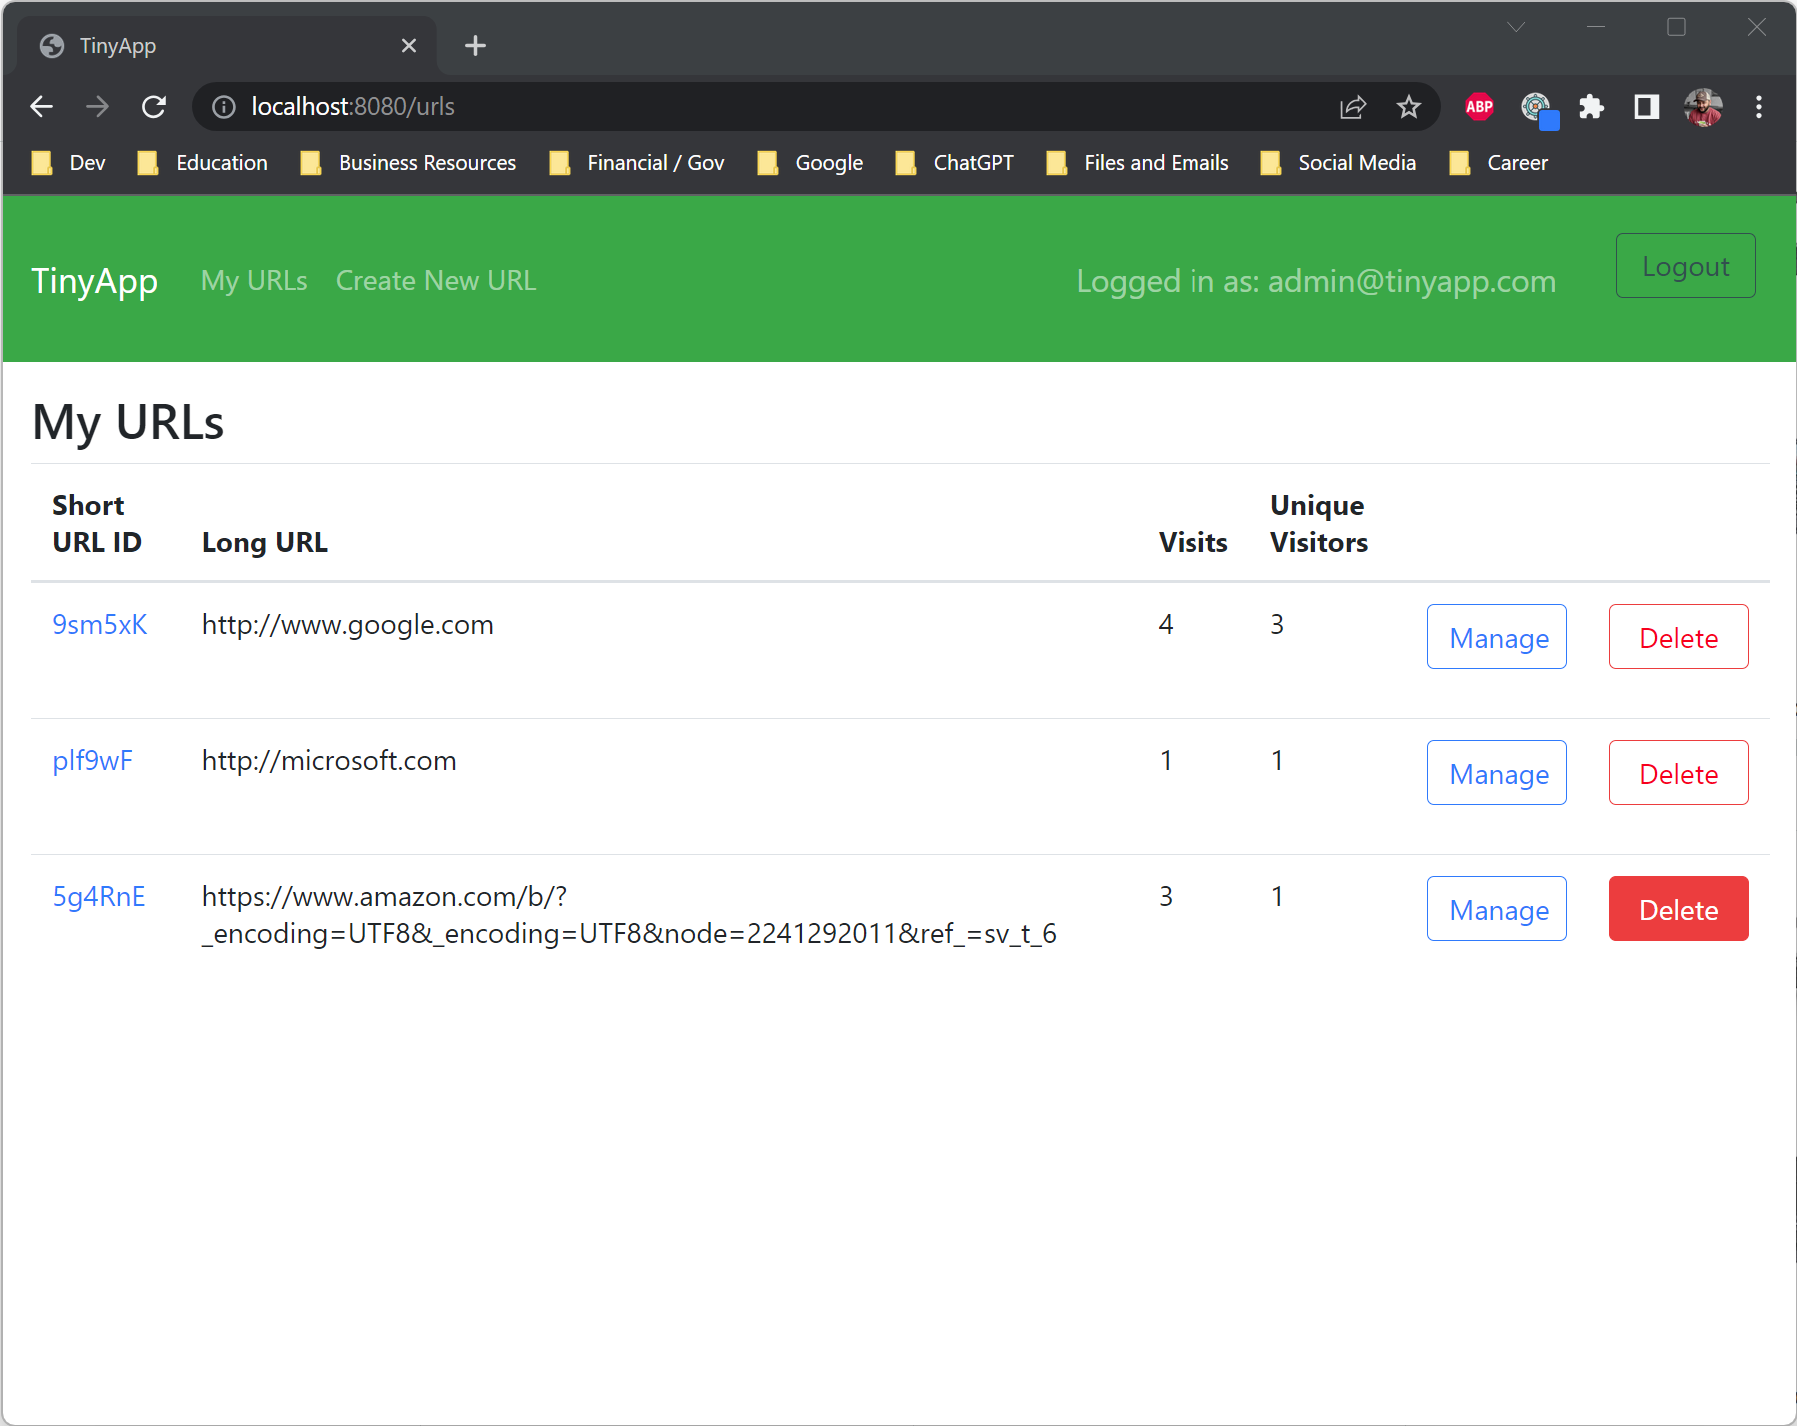 TinyApp
localhost:8080/urls
ABP
Dev Education Business Resources Financial / Gov Google ChatGPT Files and Emails Social Media Career
TinyApp My URLs Create New URL Logged in as: admin@tinyapp.com Logout
My URLs
Short URL ID Long URL Visits Unique Visitors
9sm5xK http://www.google.com 4 3 Manage Delete
plf9wF http://microsoft.com 1 1 Manage Delete
5g4RnE https://www.amazon.com/b/? 3 1 Manage Delete
_encoding=UTF8&_encoding=UTF8&node=2241292011&ref_=sv_t_6